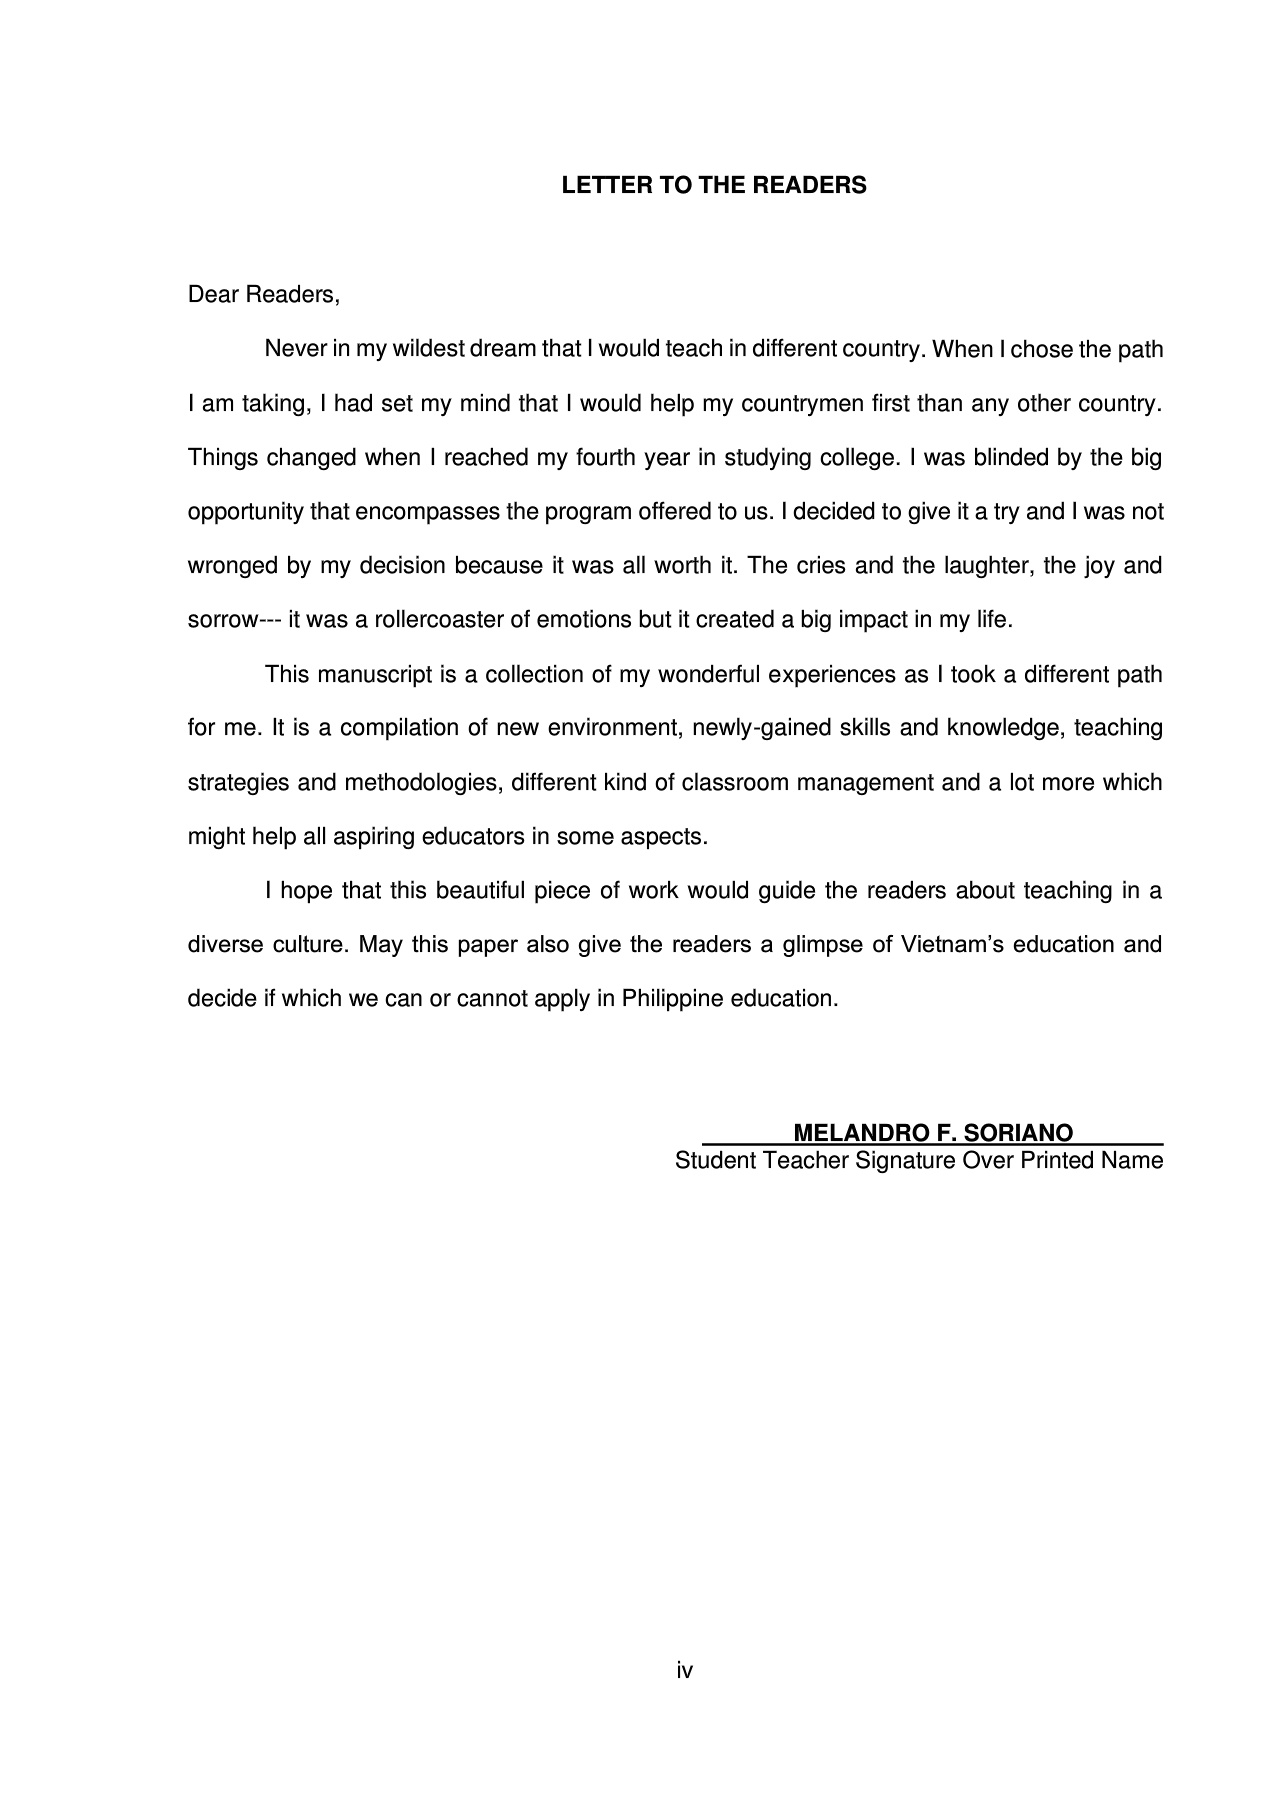 LETTER TO THE READERS
Dear Readers,
Never in my wildest dream that I would teach in different country. When I chose the path
I am taking, I had set my mind that I would help my countrymen first than any other country.
Things changed when I reached my fourth year in studying college. I was blinded by the big
opportunity that encompasses the program offered to us. I decided to give it a try and I was not
wronged by my decision because it was all worth it. The cries and the laughter, the joy and
sorrow--- it was a rollercoaster of emotions but it created a big impact in my life.
This manuscript is a collection of my wonderful experiences as I took a different path
for me. It is a compilation of new environment, newly-gained skills and knowledge, teaching
strategies and methodologies, different kind of classroom management and a lot more which
might help all aspiring educators in some aspects.
I hope that this beautiful piece of work would guide the readers about teaching in a
diverse culture. May this paper also give the readers a glimpse of Vietnam’s education and
decide if which we can or cannot apply in Philippine education.
MELANDRO F. SORIANO
Student Teacher Signature Over Printed Name
iv